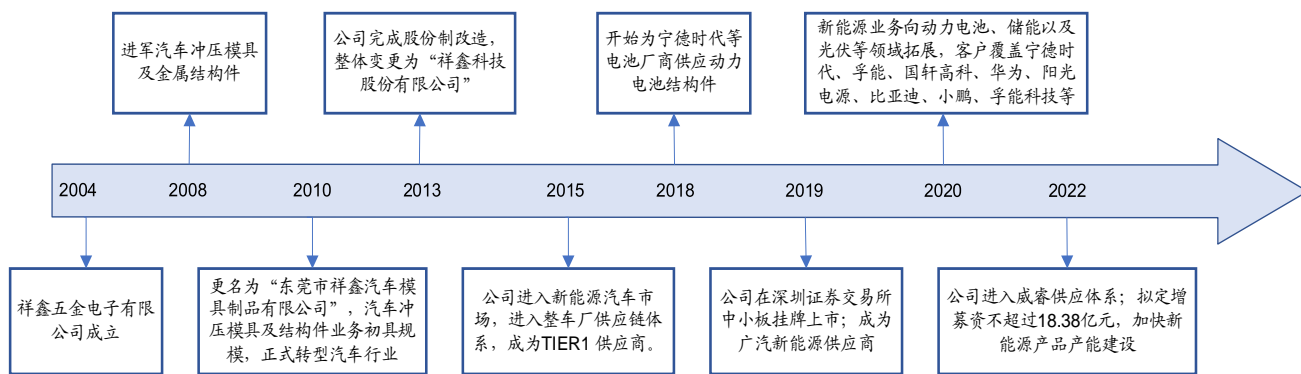 进军汽车冲压模具
及金属结构件
公司完成股份制改造，
整体变更为“祥鑫科技
股份有限公司”
开始为宁德时代等
电池厂商供应动力
电池结构件
新能源业务向动力电池、储能以及
光伏等领域拓展，客户覆盖宁德时
代、孚能、国轩高科、华为、阳光
电源、比亚迪、小鹏、孚能科技等
2004
2008
2010
2013
2015
2018
2019
2020
2022
祥鑫五金电子有限
公司成立
更名为“东莞市祥鑫汽车模
具制品有限公司”，汽车冲
压模具及结构件业务初具规
模，正式转型汽车行业
公司进入新能源汽车市
场，进入整车厂供应链体
系，成为TIER1 供应商。
公司在深圳证券交易所
中小板挂牌上市；成为
广汽新能源供应商
公司进入威睿供应体系；拟定增
募资不超过18.38亿元，加快新
能源产品产能建设